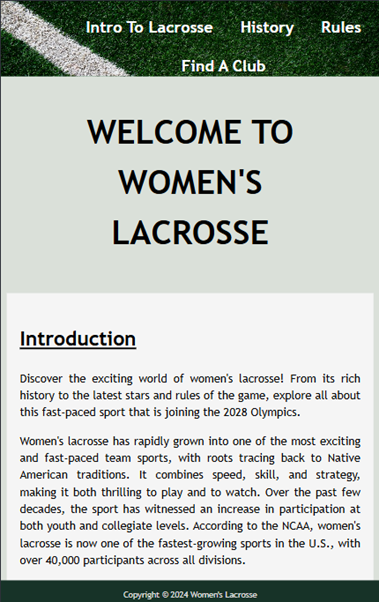 Intro To Lacrosse History Rules
Find A Club
WELCOME TO
WOMEN'S
LACROSSE
Introduction
Discover the exciting world of women's lacrosse! From its rich
history to the latest stars and rules of the game, explore all about
this fast-paced sport that is joining the 2028 Olympics.
Women's lacrosse has rapidly grown into one of the most exciting
and fast-paced team sports, with roots tracing back to Native
American traditions. It combines speed, skill, and strategy,
making it both thrilling to play and to watch. Over the past few
decades, the sport has witnessed an increase in participation at
both youth and collegiate levels. According to the NCAA, women's
lacrosse is now one of the fastest-growing sports in the U.S., with
over 40,000 participants across all divisions.
Copyright © 2024 Women's Lacrosse